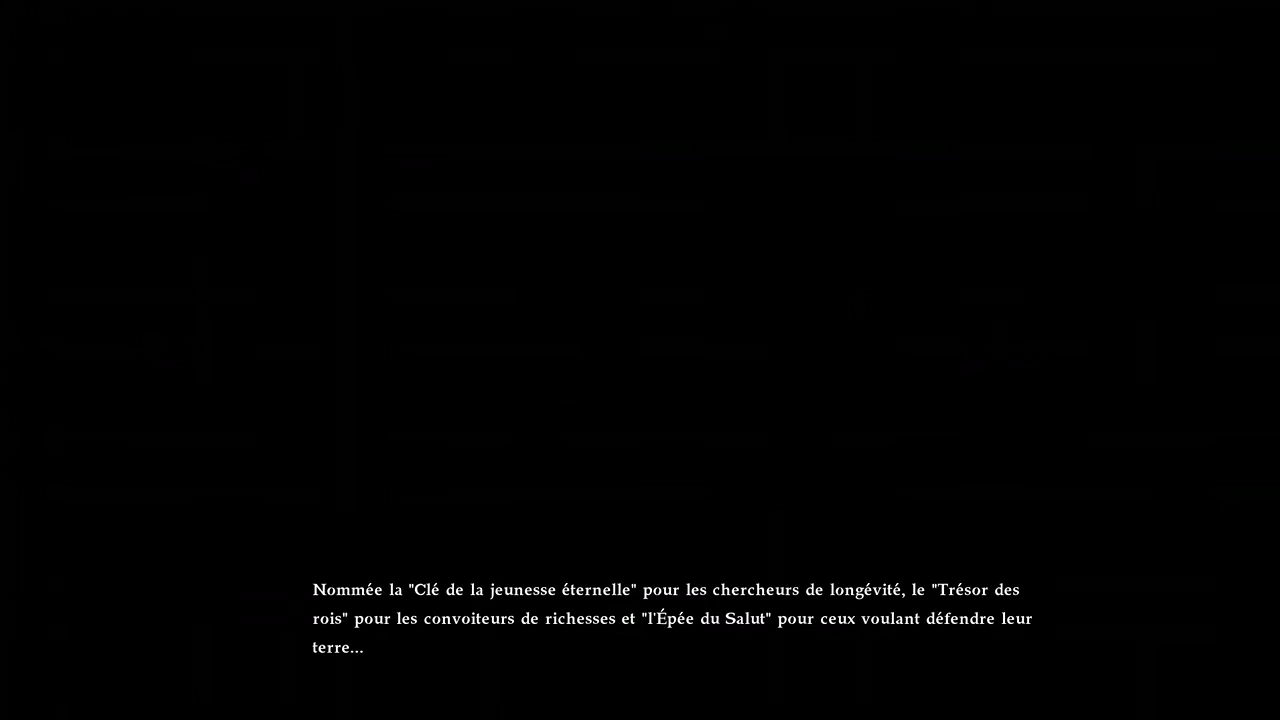 Nommée la "Clé de la jeunesse éternelle" pour les chercheurs de longévité, le "Trésor des
rois" pour les convoiteurs de richesses et "l'Épée du Salut" pour ceux voulant défendre leur
terre...